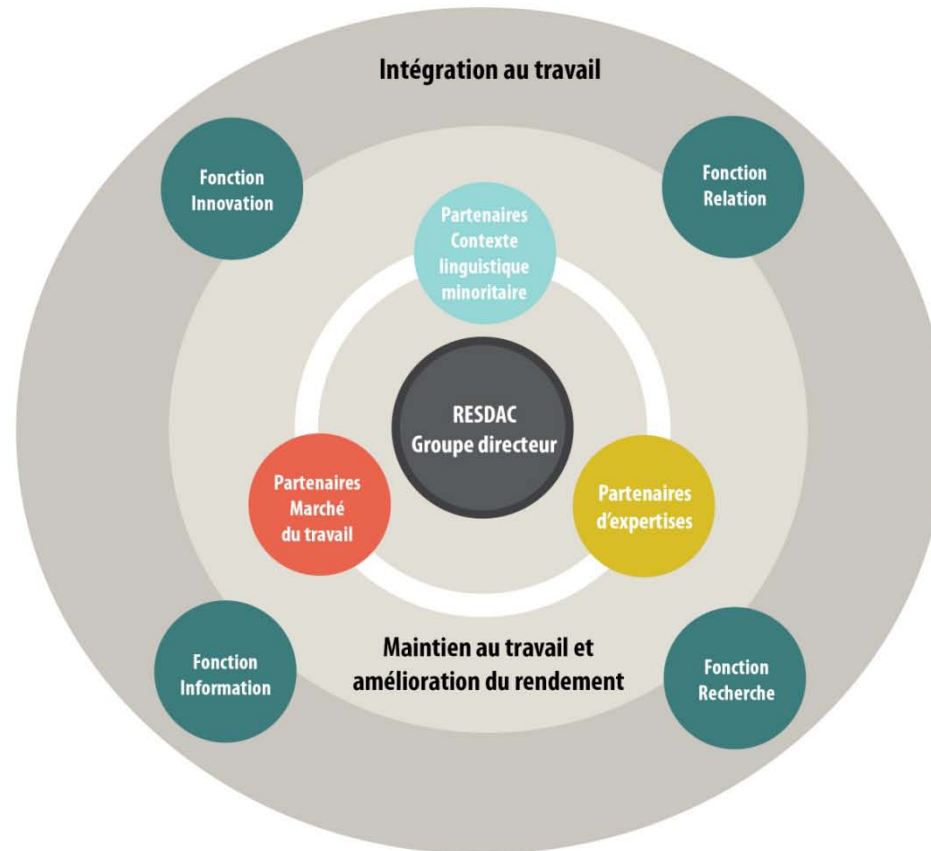 Intégration au travail
Fonction
Innovation
Fonction
Relation
Partenaires
Contexte
linguistique
minoritaire
RESDAC
Groupe directeur
Partenaires
Marché
du travail
Partenaires
d'expertises
Maintien au travail et
amélioration du rendement
Fonction
Information
Fonction
Recherche